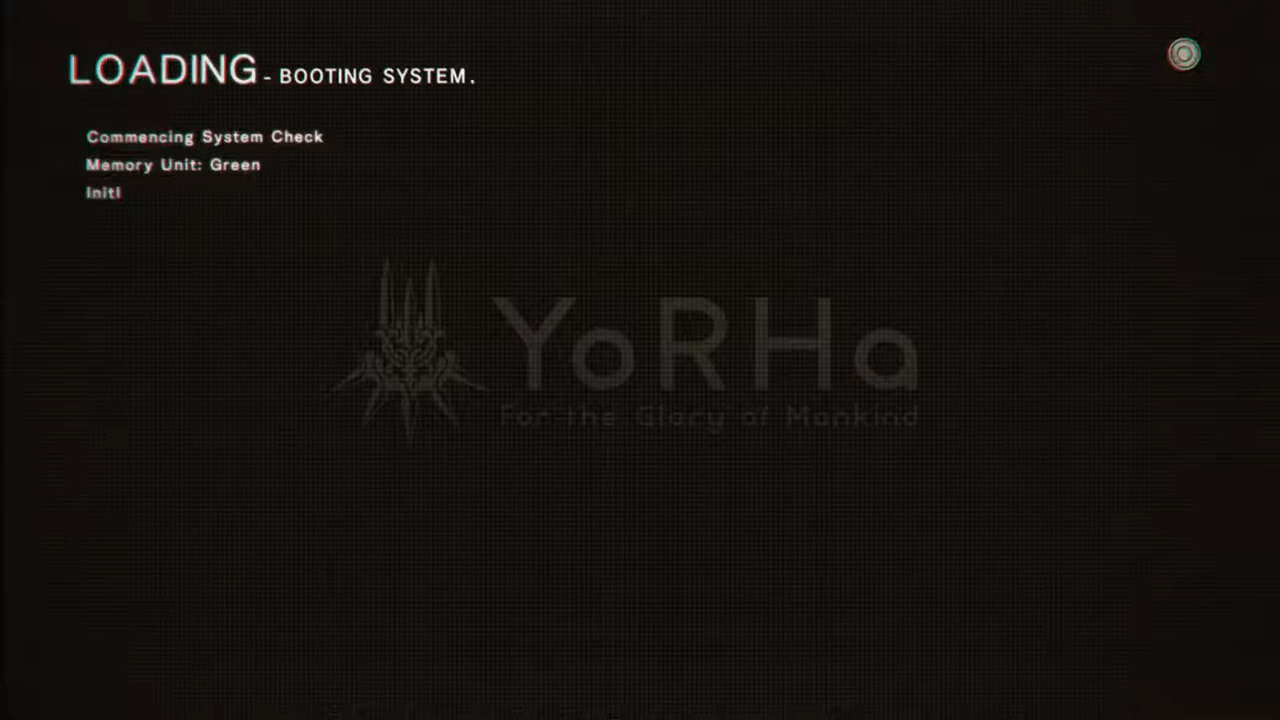 LOADING - BOOTING SYSTEM.
Commencing System Check
Memory Unit: Green
Initi
YoRHa
For the Glory of Mankind